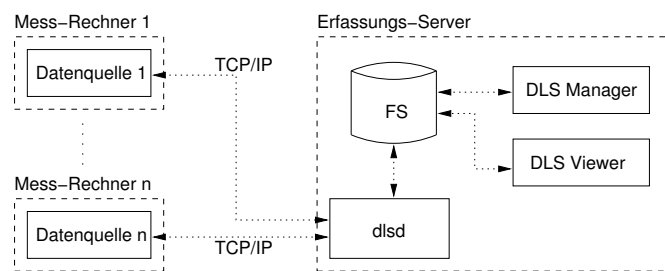 Mess−Rechner 1
Datenquelle 1
TCP/IP
Mess−Rechner n
Datenquelle n
TCP/IP
Erfassungs−Server
FS
DLS Manager
DLS Viewer
dlsd